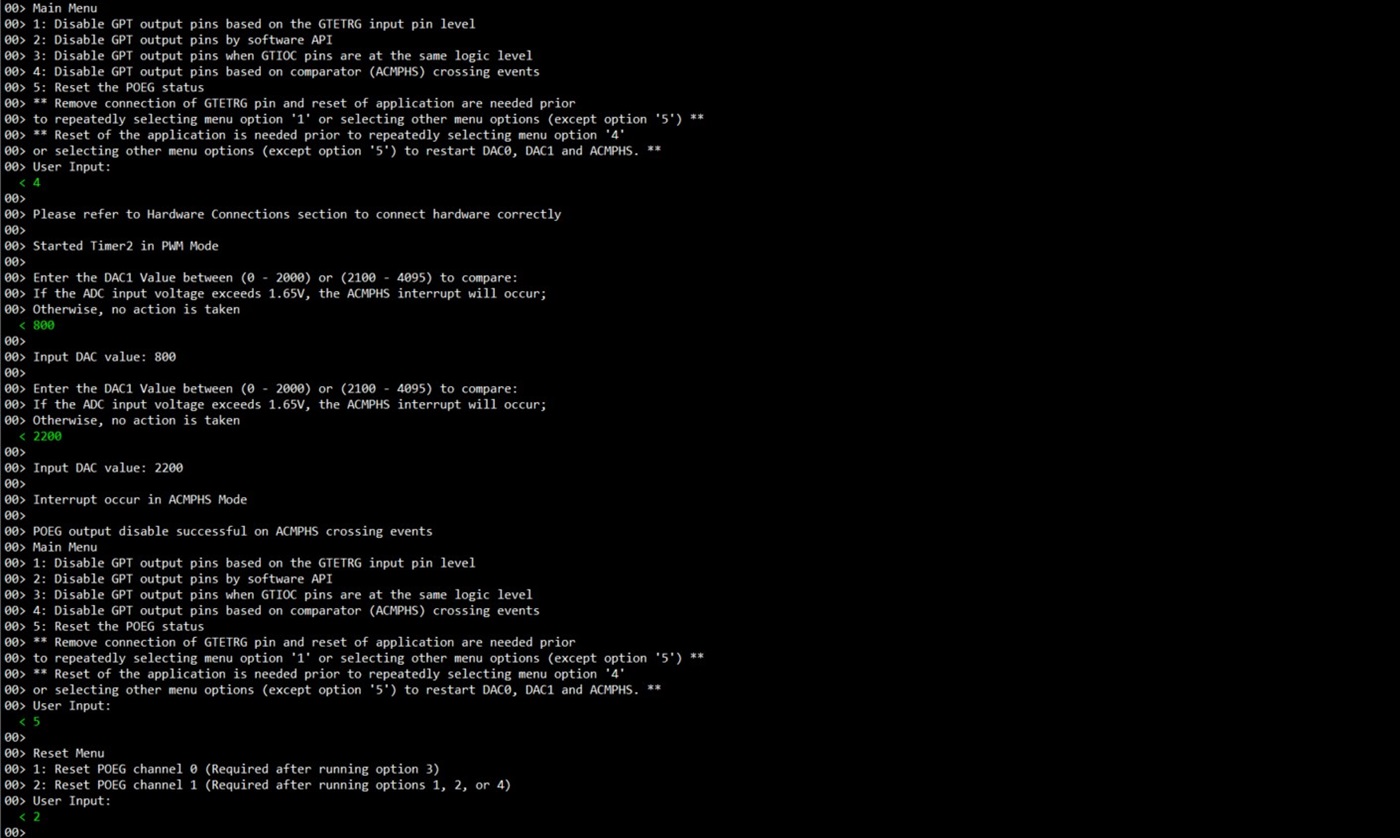 00> Main Menu
00> 1: Disable GPT output pins based on the GTETRG input pin level
00> 2: Disable GPT output pins by software API
00> 3: Disable GPT output pins when GTIOC pins are at the same logic level
00> 4: Disable GPT output pins based on comparator (ACMPHS) crossing events
00> 5: Reset the POEG status
00> ** Remove connection of GTETRG pin and reset of application are needed prior
00> to repeatedly selecting menu option '1' or selecting other menu options (except option '5') **
00> ** Reset of the application is needed prior to repeatedly selecting menu option '4'
00> or selecting other menu options (except option '5') to restart DAC0, DAC1 and ACMPHS. **
00> User Input:
< 4
00>
00> Please refer to Hardware Connections section to connect hardware correctly
00>
00> Started Timer2 in PWM Mode
00>
00> Enter the DAC1 Value between (0 - 2000) or (2100 - 4095) to compare:
00> If the ADC input voltage exceeds 1.65V, the ACMPHS interrupt will occur;
00> Otherwise, no action is taken
< 800
00>
00> Input DAC value: 800
00>
00> Enter the DAC1 Value between (0 - 2000) or (2100 - 4095) to compare:
00> If the ADC input voltage exceeds 1.65V, the ACMPHS interrupt will occur;
00> Otherwise, no action is taken
< 2200
00>
00> Input DAC value: 2200
00>
00> Interrupt occur in ACMPHS Mode
00>
00> POEG output disable successful on ACMPHS crossing events
00> Main Menu
00> 1: Disable GPT output pins based on the GTETRG input pin level
00> 2: Disable GPT output pins by software API
00> 3: Disable GPT output pins when GTIOC pins are at the same logic level
00> 4: Disable GPT output pins based on comparator (ACMPHS) crossing events
00> 5: Reset the POEG status
00> ** Remove connection of GTETRG pin and reset of application are needed prior
00> to repeatedly selecting menu option '1' or selecting other menu options (except option '5') **
00> ** Reset of the application is needed prior to repeatedly selecting menu option '4'
00> or selecting other menu options (except option '5') to restart DAC0, DAC1 and ACMPHS. **
00> User Input:
< 5
00>
00> Reset Menu
00> 1: Reset POEG channel 0 (Required after running option 3)
00> 2: Reset POEG channel 1 (Required after running options 1, 2, or 4)
00> User Input:
< 2
00>